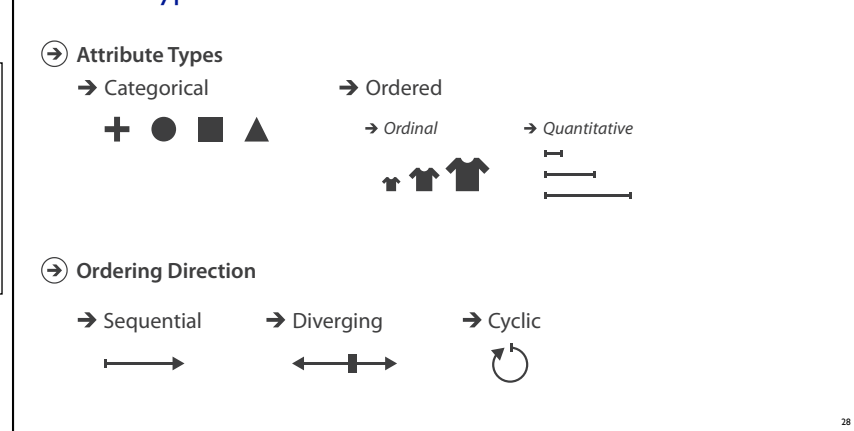 Attribute Types
Categorical
Ordered
Ordinal
Quantitative
Ordering Direction
Sequential
Diverging
Cyclic
28